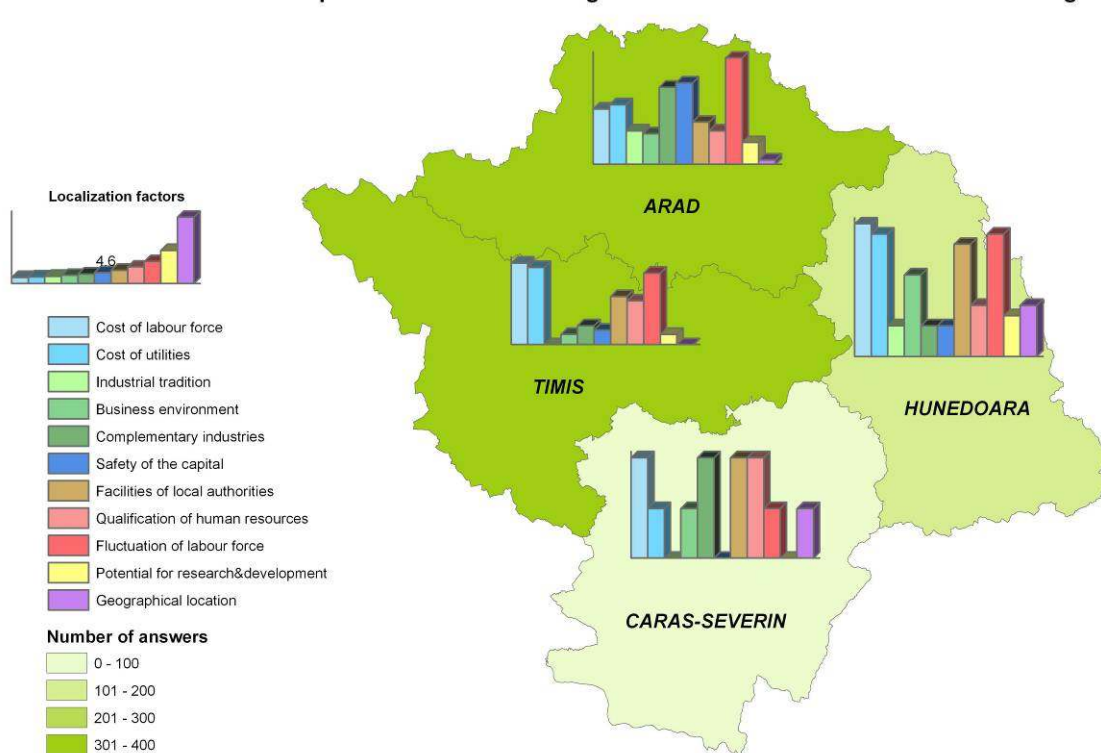 ARAD
Localization factors
4.6
TIMIS
HUNEDOARA
CARAS-SEVERIN
Cost of labour force
Cost of utilities
Industrial tradition
Business environment
Complementary industries
Safety of the capital
Facilities of local authorities
Qualification of human resources
Fluctuation of labour force
Potential for research&development
Geographical location
Number of answers
0 - 100
101 - 200
201 - 300
301 - 400